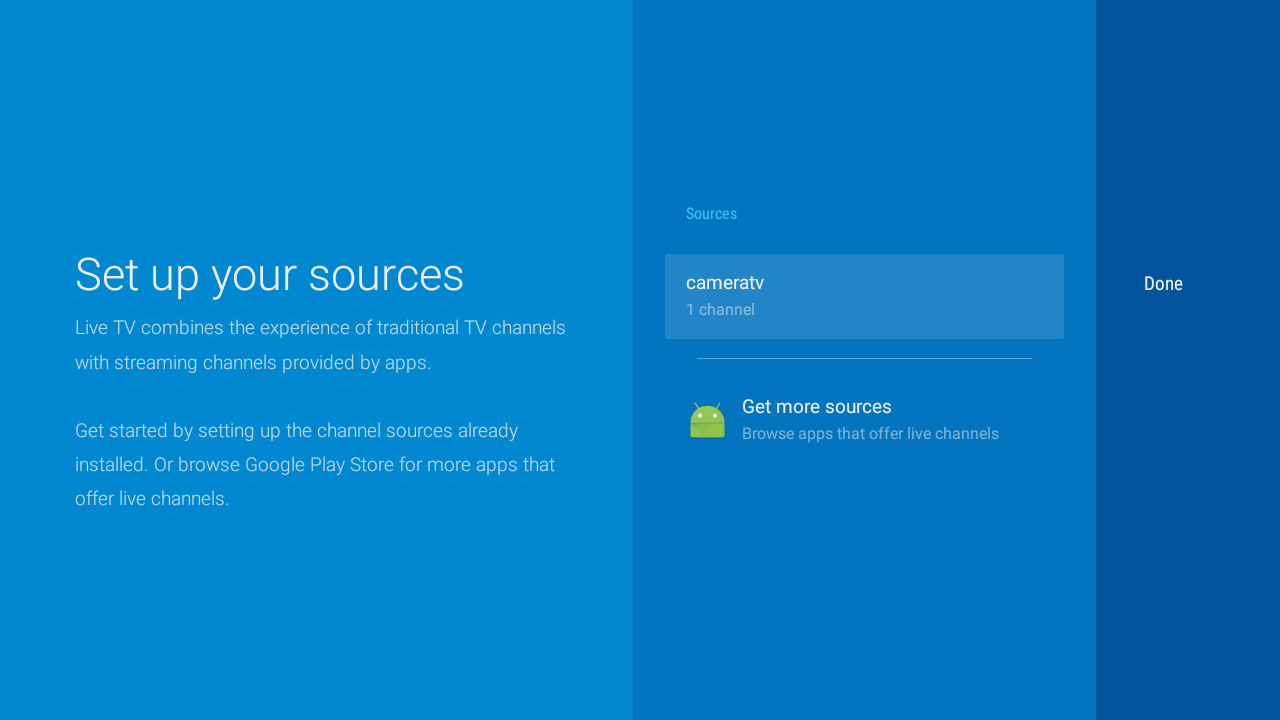 Set up your sources
Live TV combines the experience of traditional TV channels
with streaming channels provided by apps.
Get started by setting up the channel sources already
installed. Or browse Google Play Store for more apps that
offer live channels.
Sources
cameratv
1 channel
Get more sources
Browse apps that offer live channels
Done